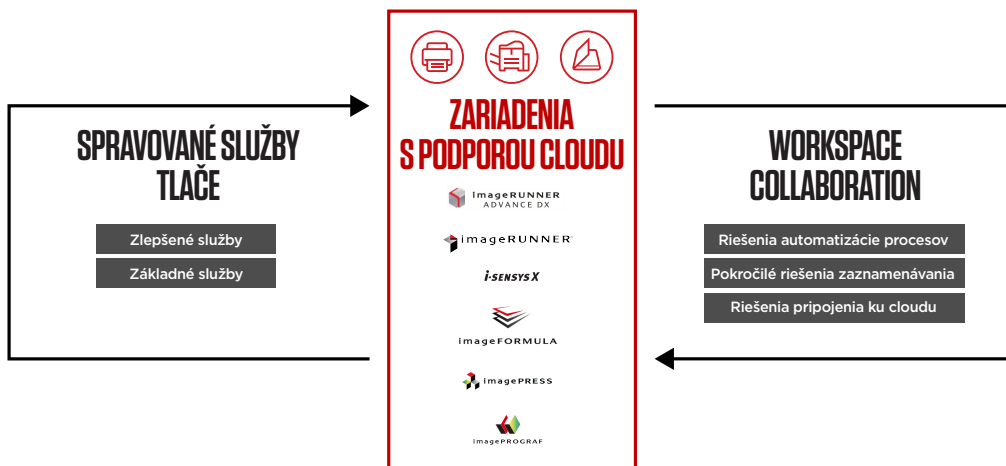 SPRAVOVANÉ SLUŽBY
TLAČE
Zlepšené služby
Základné služby
ZARIADENIA
S PODPOROU CLOUDU
imageRUNNER
ADVANCE DX
imageRUNNER
i-SENSYS X
imageFORMULA
imagePRESS
imagePROGRAF
WORKSPACE
COLLABORATION
Riešenia automatizácie procesov
Pokročilé riešenia zaznamenávania
Riešenia pripojenia ku cloudu